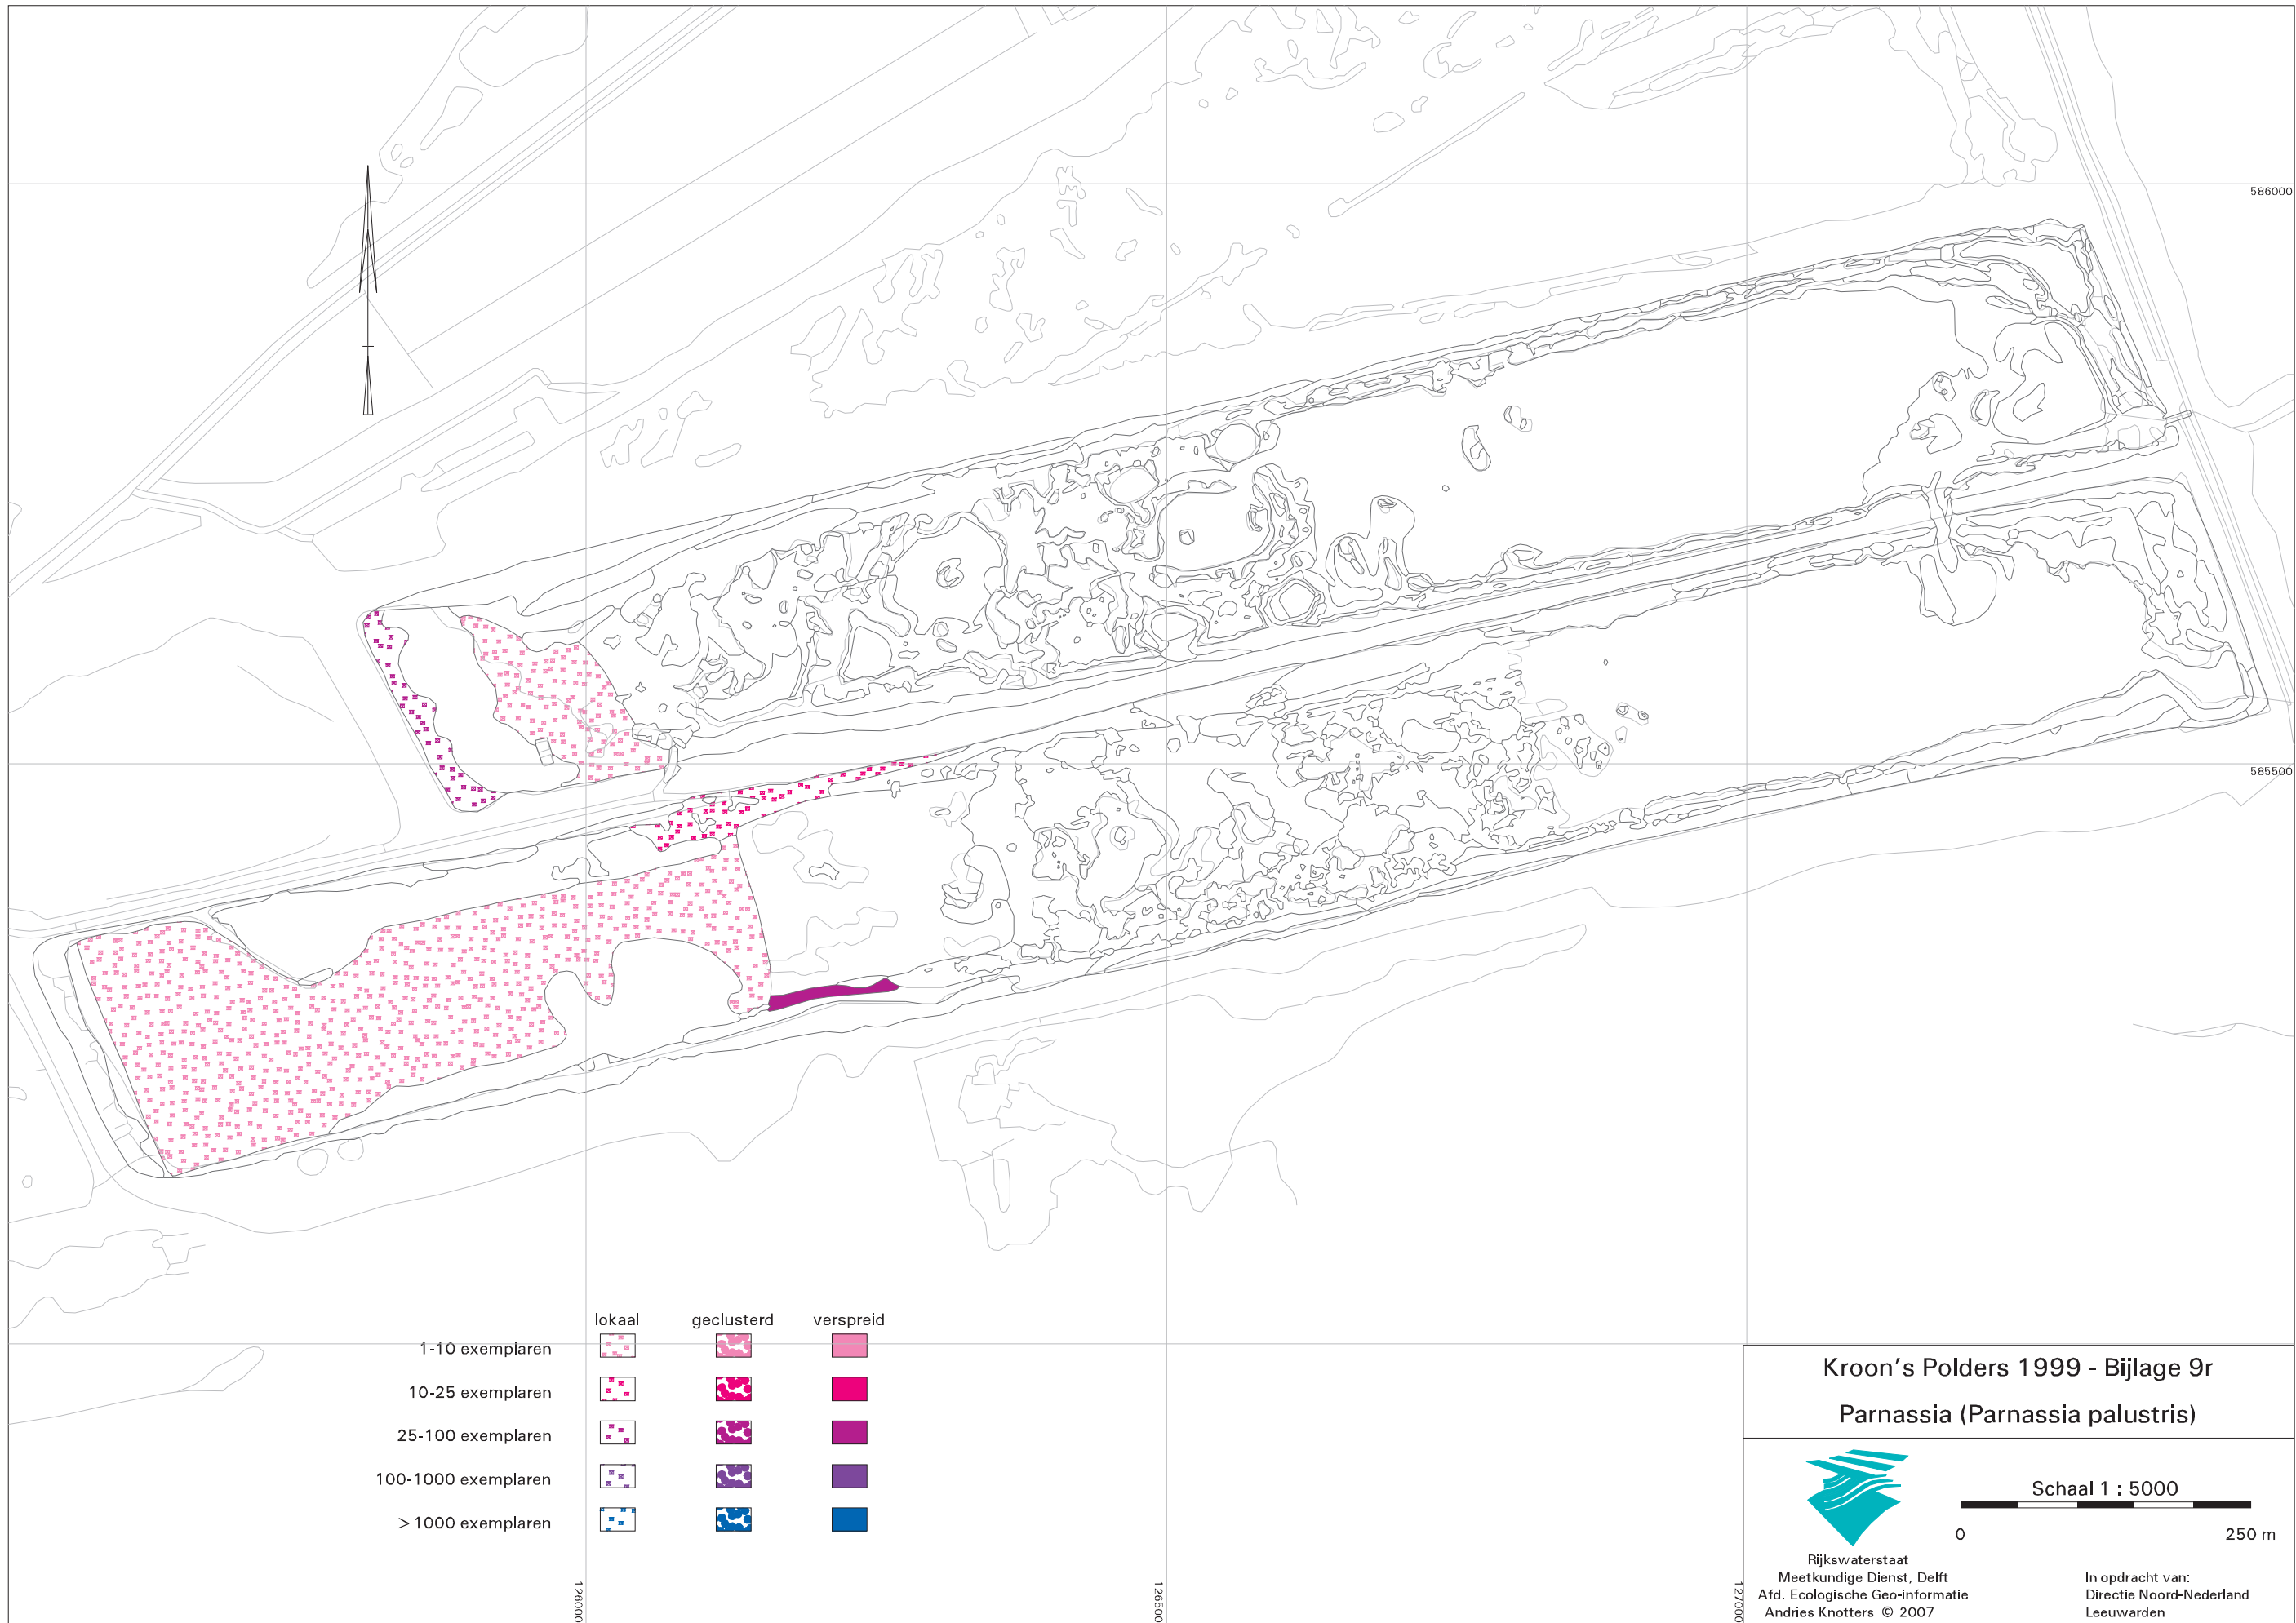 586000
585500
lokaal geclusterd verspreid
1-10 exemplaren
10-25 exemplaren
25-100 exemplaren
100-1000 exemplaren
>1000 exemplaren
126000
126500
127000
Kroon's Polders 1999 - Bijlage 9r
Parnassia (Parnassia palustris)
Schaal 1 : 5000
0 250 m
Rijkswaterstaat
Meetkundige Dienst, Delft
Afd. Ecologische Geo-informatie
Andries Knotters © 2007
In opdracht van:
Directie Noord-Nederland
Leeuwarden